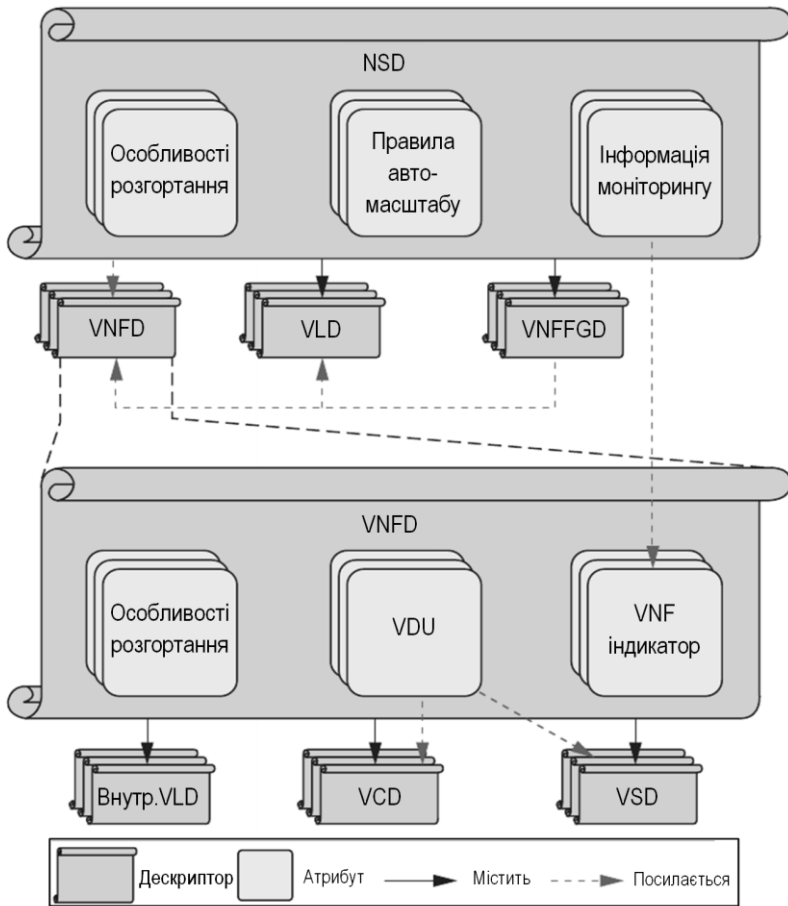 NSD
Особливості
розгортання
Правила
авто-
масштабу
Інформація
моніторингу
VNFD
VLD
VNFFGD
VNFD
Особливості
розгортання
VDU
VNF
індикатор
Внутр.VLD
VCD
VSD
Дескриптор
Атрибут
Містить
Посилається